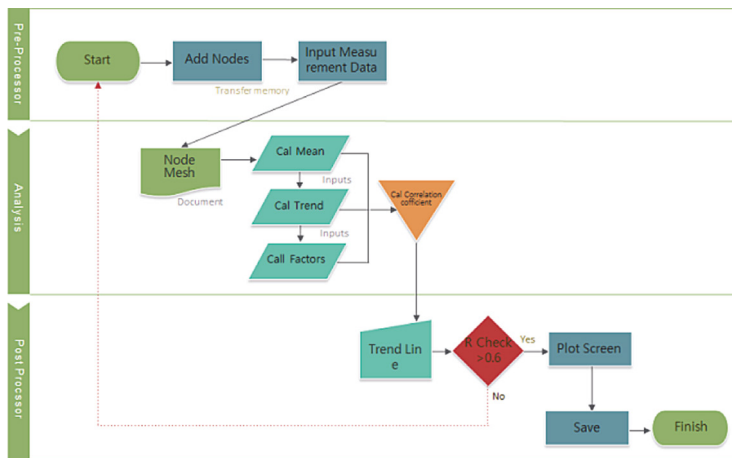 Pre-Processor
Start
Add Nodes
Input Measu
rement Data
Transfer memory
Analysis
Node
Mesh
Document
Cal Mean
Inputs
Cal Trend
Inputs
Call Factors
Cal Correlation
cofficient
Post Procssor
Trend Lin
e
R Check
>0.6
Yes
No
Plot Screen
Save
Finish